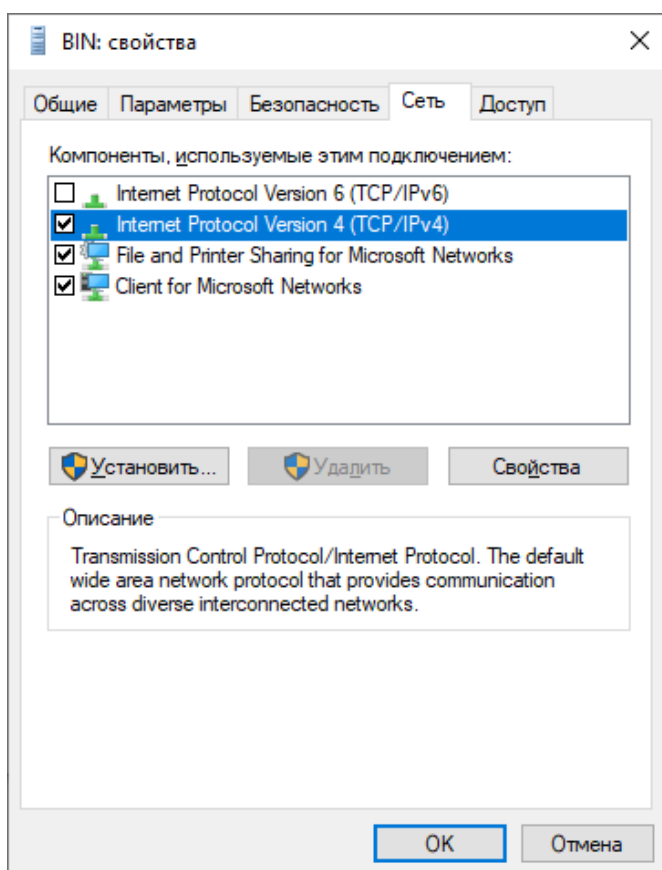 BIN: свойства
Общие Параметры Безопасность Сеть Доступ
Компоненты, используемые этим подключением:
Internet Protocol Version 6 (TCP/IPv6)
Internet Protocol Version 4 (TCP/IPv4)
File and Printer Sharing for Microsoft Networks
Client for Microsoft Networks
Установить... Удалить Свойства
Описание
Transmission Control Protocol/Internet Protocol. The default
wide area network protocol that provides communication
across diverse interconnected networks.
OK Отмена